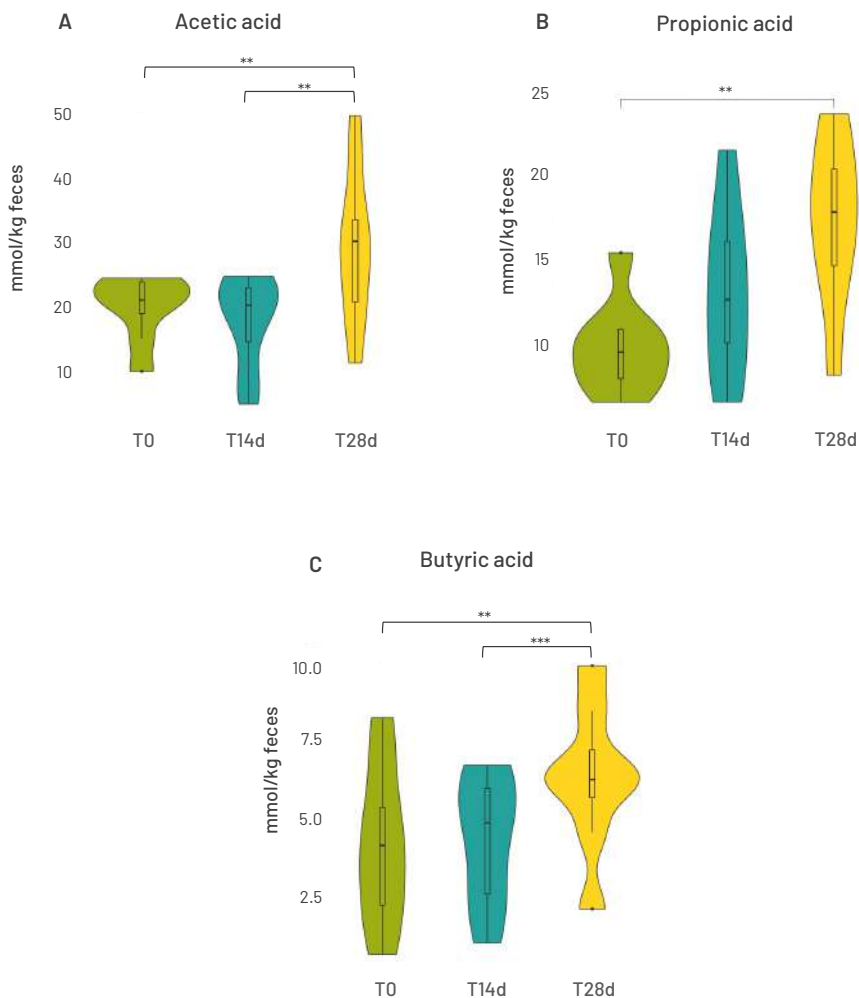 A Acetic acid
**
**
50
40
30
20
10
mmol/kg feces
T0 T14d T28d
B Propionic acid
**
25
20
15
10
mmol/kg feces
T0 T14d T28d
C Butyric acid
**
***
10.0
7.5
5.0
2.5
mmol/kg feces
T0 T14d T28d